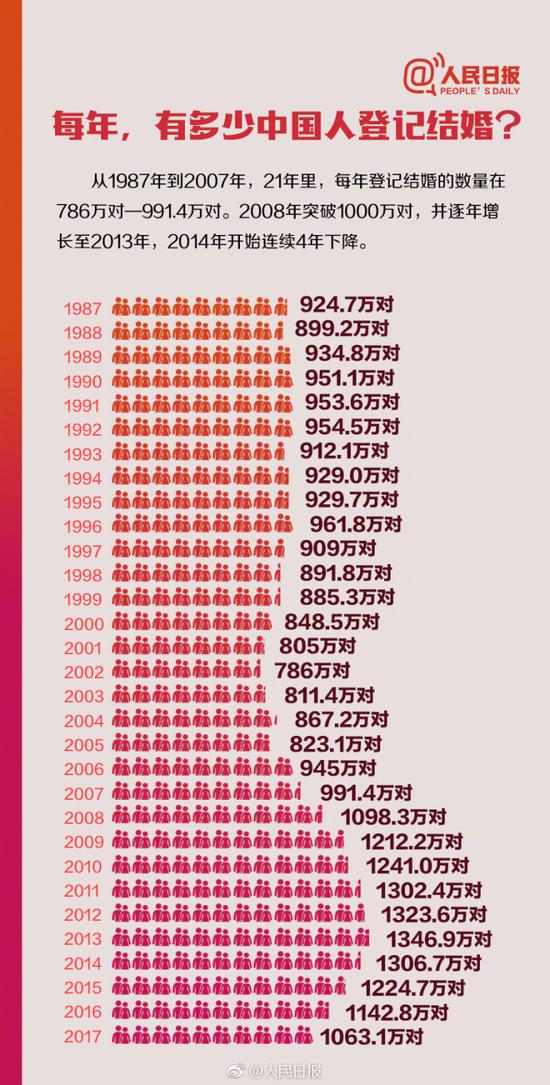 @人民日报
PEOPLE'S DAILY
每年，有多少中国人登记结婚？
从1987年到2007年，21年里，每年登记结婚的数量在
786万对—991.4万对。2008年突破1000万对，并逐年增
长至2013年，2014年开始连续4年下降。
1987 924.7万对
1988 899.2万对
1989 934.8万对
1990 951.1万对
1991 953.6万对
1992 954.5万对
1993 912.1万对
1994 929.0万对
1995 929.7万对
1996 961.8万对
1997 909万对
1998 891.8万对
1999 885.3万对
2000 848.5万对
2001 805万对
2002 786万对
2003 811.4万对
2004 867.2万对
2005 823.1万对
2006 945万对
2007 991.4万对
2008 1098.3万对
2009 1212.2万对
2010 1241.0万对
2011 1302.4万对
2012 1323.6万对
2013 1346.9万对
2014 1306.7万对
2015 1224.7万对
2016 1142.8万对
2017 1063.1万对
@人民日报